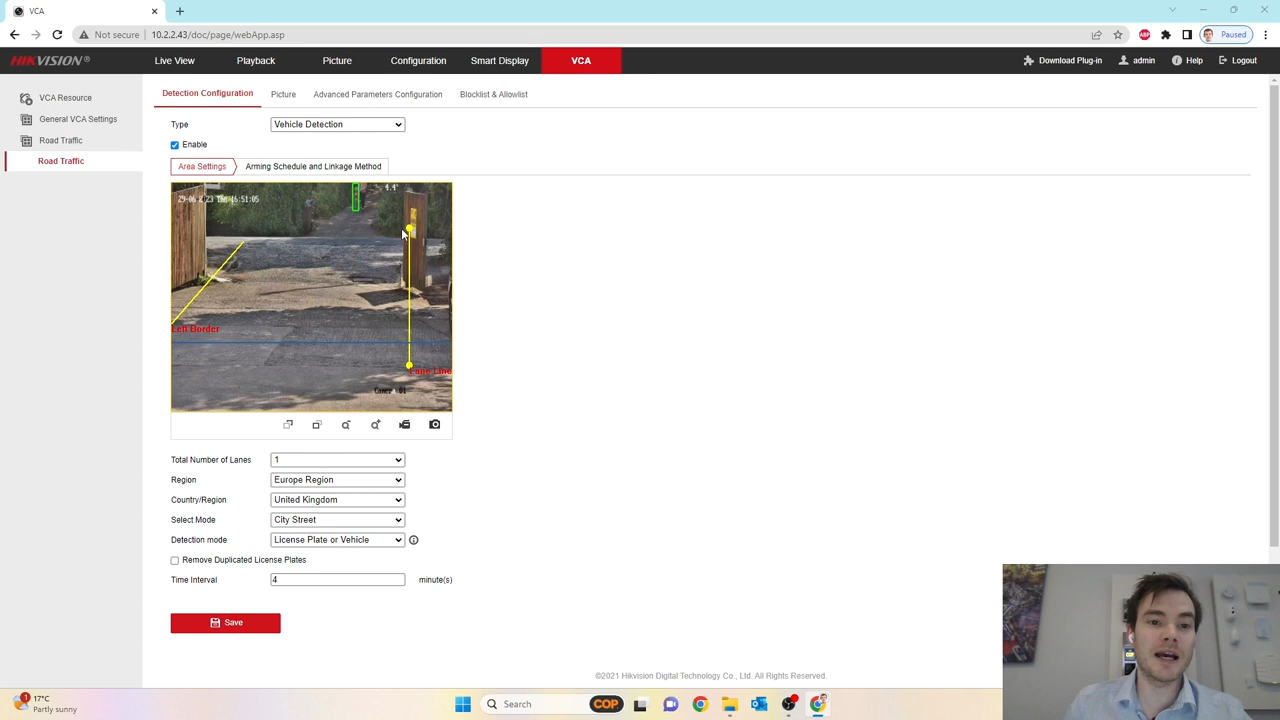 VCA
Not secure
10.2.2.43/doc/page/webApp.asp
ABP
Paused
HIKVISION®
Live View
Playback
Picture
Configuration
Smart Display
VCA
Download Plug-in
admin
Help
Logout
VCA Resource
General VCA Settings
Road Traffic
Road Traffic
Detection Configuration
Picture
Advanced Parameters Configuration
Blocklist & Allowlist
Type
Vehicle Detection
Enable
Area Settings
Arming Schedule and Linkage Method
Left Border
Lane Line
Camera 01
Total Number of Lanes
1
Region
Europe Region
Country/Region
United Kingdom
Select Mode
City Street
Detection mode
License Plate or Vehicle
Remove Duplicated License Plates
Time Interval
4
minute(s)
Save
©2021 Hikvision Digital Technology Co., Ltd. All Rights Reserved.
1
17°C
Partly sunny
Search
COP